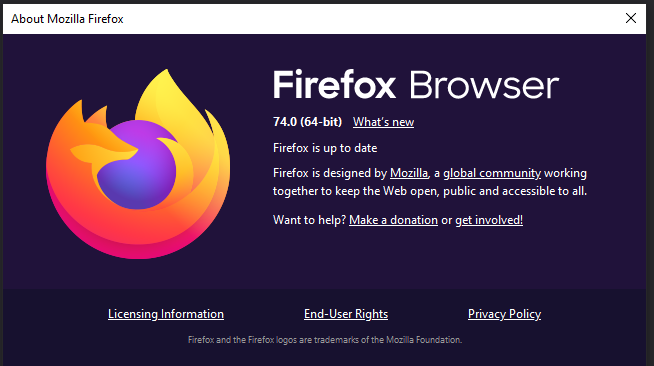 About Mozilla Firefox
Firefox Browser
74.0 (64-bit) What's new
Firefox is up to date
Firefox is designed by Mozilla, a global community working
together to keep the Web open, public and accessible to all.
Want to help? Make a donation or get involved!
Licensing Information End-User Rights Privacy Policy
Firefox and the Firefox logos are trademarks of the Mozilla Foundation.